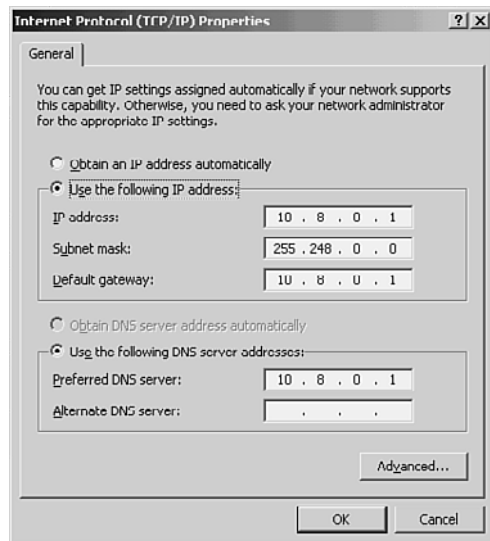 Internet Protocol (TCP/IP) Properties
? X
General
You can get IP settings assigned automatically if your network supports
this capability. Otherwise, you need to ask your network administrator
for the appropriate IP settings.
Obtain an IP address automatically
Use the following IP address:
IP address: 10 . 8 . 0 . 1
Subnet mask: 255 . 248 . 0 . 0
Default gateway: 10 . 8 . 0 . 1
Obtain DNS server address automatically
Use the following DNS server addresses:
Preferred DNS server: 10 . 8 . 0 . 1
Alternate DNS server: . . .
Advanced...
OK Cancel